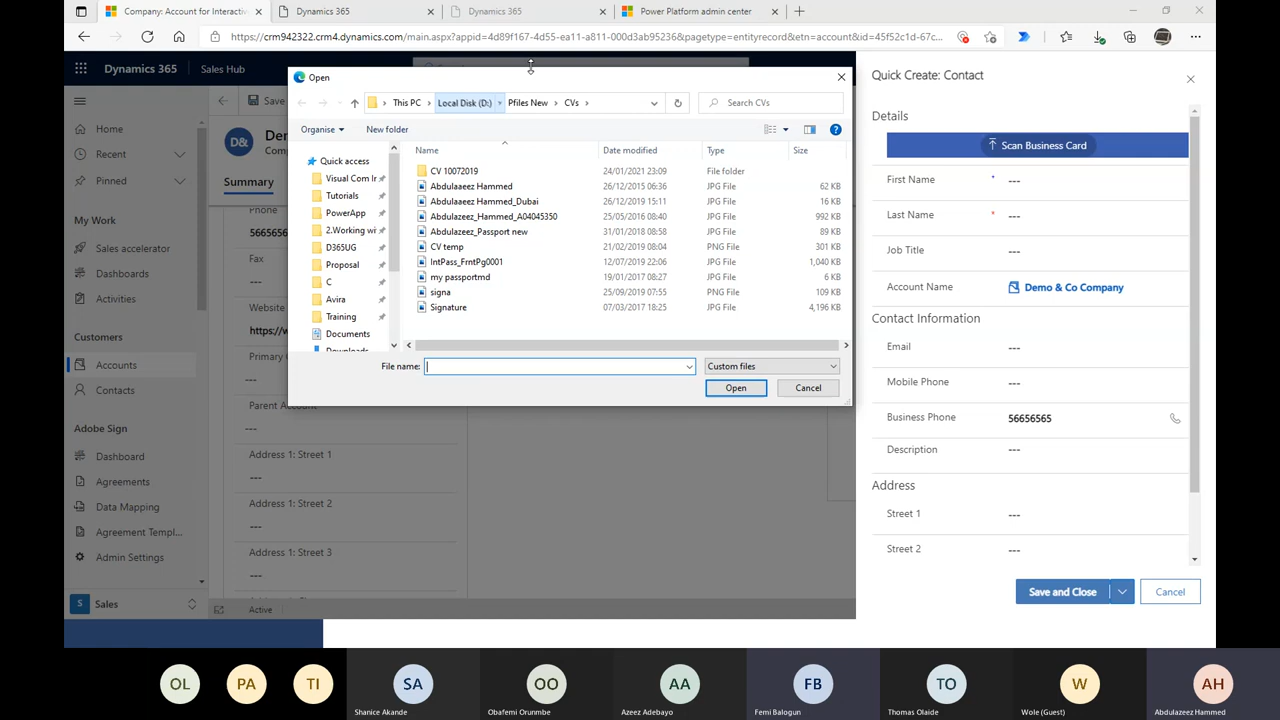 Company: Account for Interactiv
Dynamics 365
Dynamics 365
Power Platform admin center
https://crm942322.crm4.dynamics.com/main.aspx?appid=4d89f167-4d55-ea11-a811-000d3ab95236&pagetype=entityrecord&etn=account&id=45f52c1d-67c...
Dynamics 365
Sales Hub
Save
Home
Recent
Pinned
My Work
Sales accelerator
Dashboards
Activities
Customers
Accounts
Contacts
Adobe Sign
Dashboard
Agreements
Data Mapping
Agreement Templ...
Admin Settings
S
Sales
D&
Summary
Phone
Fax
Website
Parent Account
---
Address 1: Street 1
---
Address 1: Street 2
---
Address 1: Street 3
---
Active
Open
This PC
Local Disk (D:)
Pfiles New
CVs
Search CVs
Organise
New folder
Quick access
Visual Com Ir
Tutorials
PowerApp
2.Working wi
D365UG
Proposal
C
Avira
Training
Documents
Name Date modified Type Size
CV 10072019 24/01/2021 23:09 File folder
Abdulaaeez Hammed 26/12/2015 06:36 JPG File 62 KB
Abdulazeez Hammed_Dubai 26/12/2019 15:11 JPG File 16 KB
Abdulazeez_Hammed_A04045350 25/05/2016 08:40 JPG File 992 KB
Abdulazez_Passport new 31/01/2018 08:58 JPG File 89 KB
CV temp 21/02/2019 08:04 PNG File 301 KB
IntPass_FrntPg0001 12/07/2019 22:06 JPG File 1,040 KB
my passportmd 19/01/2017 08:27 JPG File 6 KB
signa 25/09/2019 07:55 PNG File 109 KB
Signature 07/03/2017 18:25 JPG File 4,196 KB
File name:
Custom files
Open
Cancel
Quick Create: Contact
Details
Scan Business Card
First Name * ---
Last Name * ---
Job Title ---
Account Name Demo & Co Company
Contact Information
Email ---
Mobile Phone ---
Business Phone 56656565
Description ---
Address
Street 1 ---
Street 2 ---
Save and Close
Cancel
OL
PA
TI
SA
Shanice Akande
OO
Obafemi Orunmbe
AA
Azeez Adebayo
FB
Femi Balogun
TO
Thomas Olaide
W
Wole (Guest)
AH
Abdulazeez Hammed